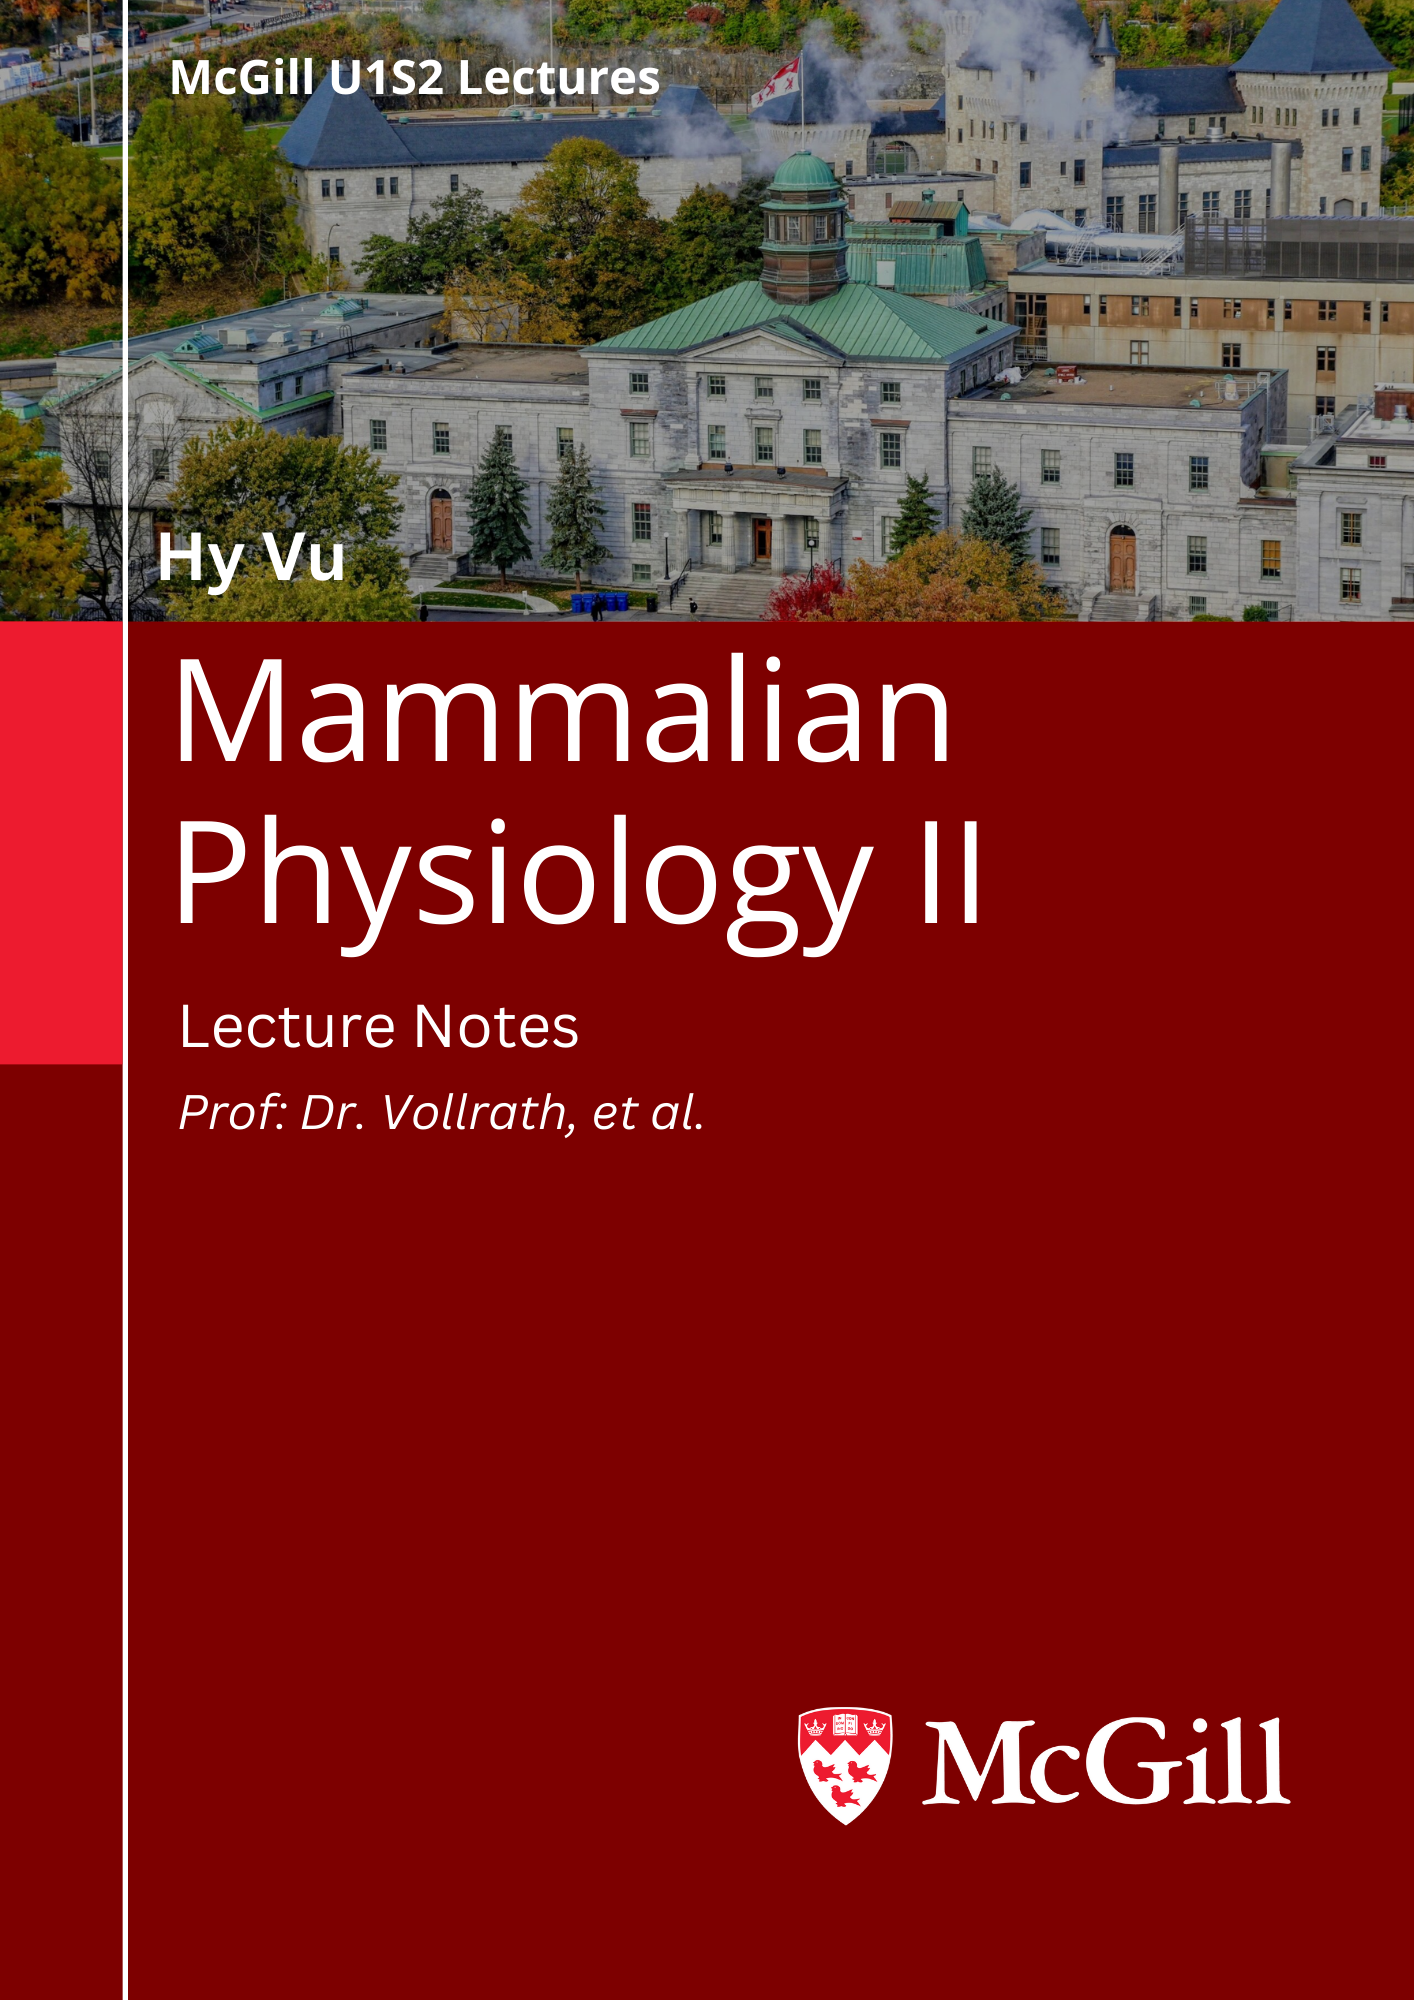 McGill U1S2 Lectures
Hy Vu
Mammalian
Physiology II
Lecture Notes
Prof: Dr. Vollrath, et al.
McGill